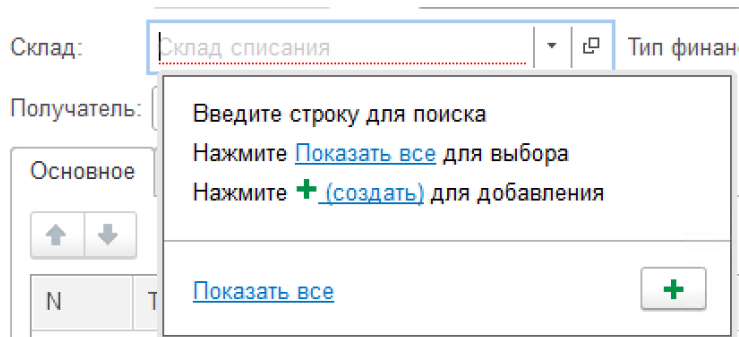 Склад: Склад списания Тип финан
Получатель:
Введите строку для поиска
Нажмите Показать все для выбора
Нажмите + (создать) для добавления
Основное
Показать все
N Т